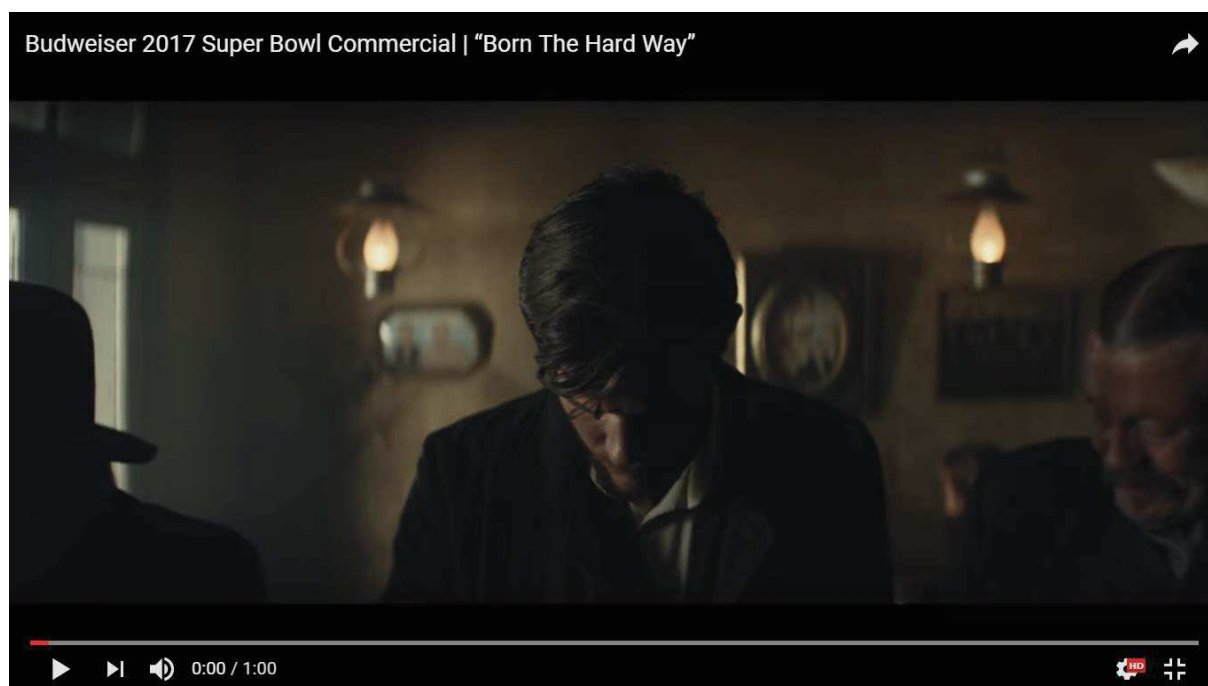 Budweiser 2017 Super Bowl Commercial | “Born The Hard Way”
0:00 / 1:00
HD